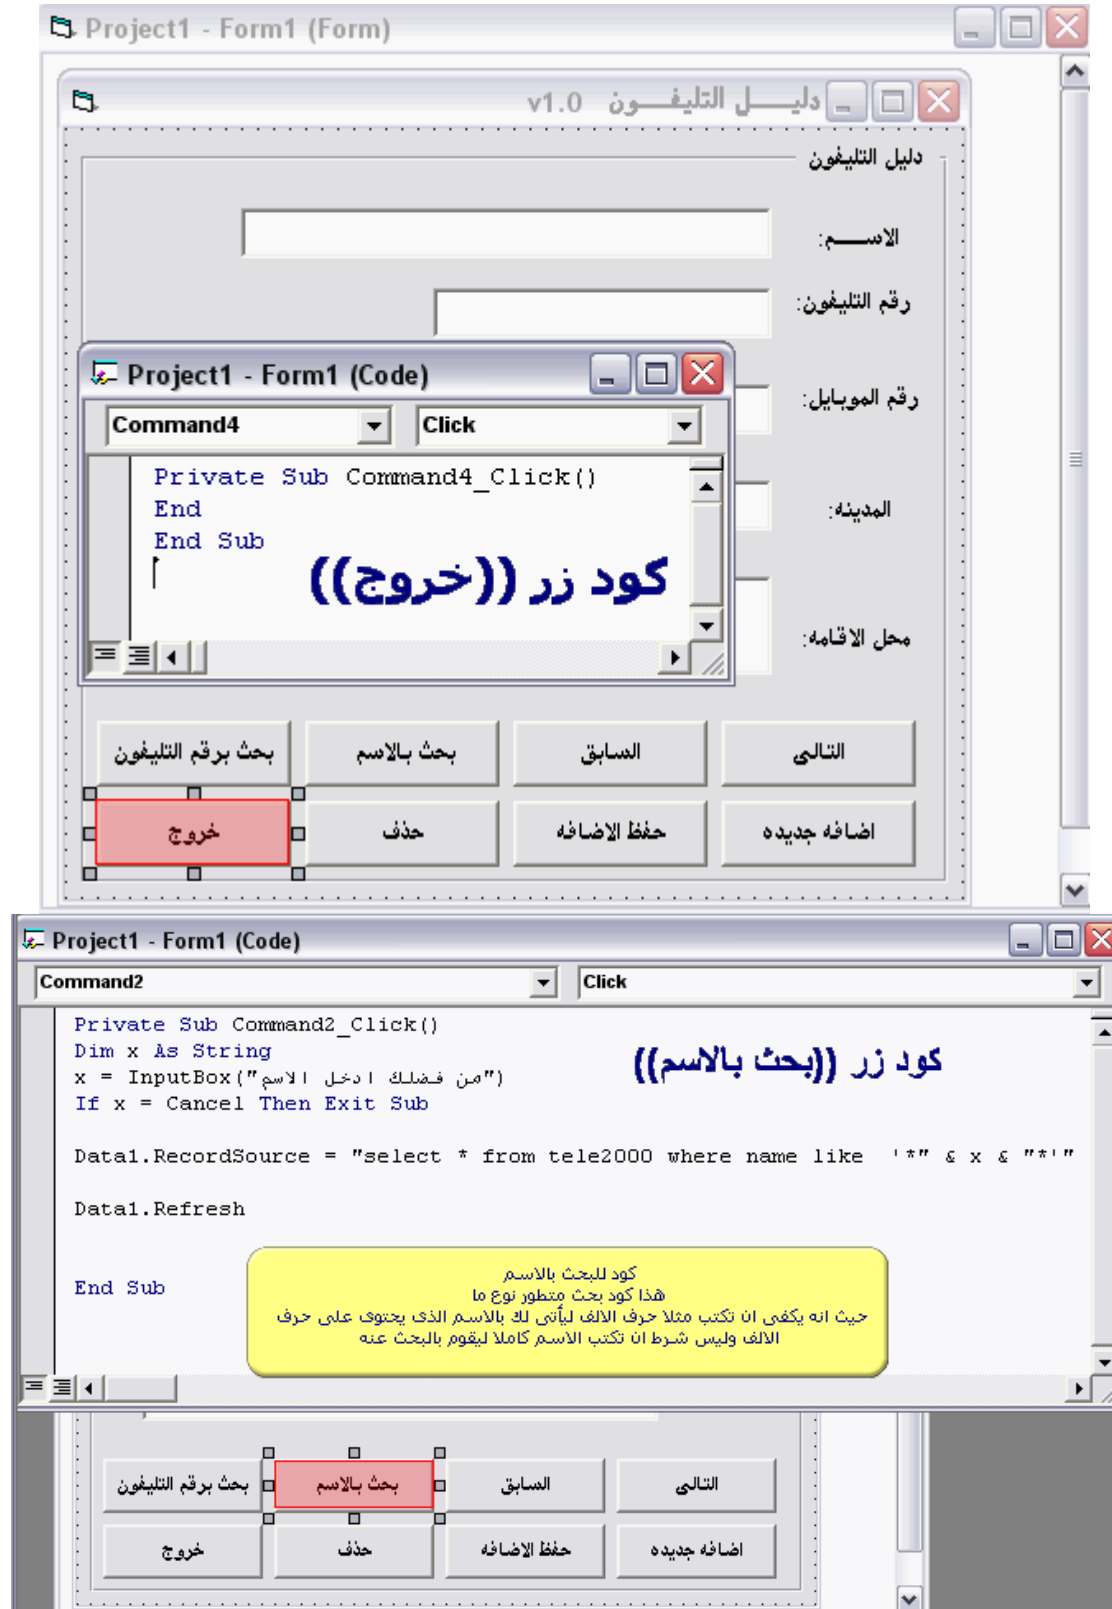 Project1 - Form1 (Form)
دليـــــل التليفـــون v1.0
دليل التليفون
الاســـــم:
رقم التليفون:
Project1 - Form1 (Code)
رقم الموبايل:
Command4
Click
Private Sub Command4_Click()
End
End Sub
المدينه:
كود زر ((خروج))
محل الاقامه:
بحث برقم التليفون
بحث بالاسم
السابق
التالى
خروج
حذف
حفظ الاضافه
اضافه جديده
Project1 - Form1 (Code)
Command2
Click
Private Sub Command2_Click()
Dim x As String
x = InputBox("من فضلك ادخل الاسم")
If x = Cancel Then Exit Sub
كود زر ((بحث بالاسم))
Data1.RecordSource = "select * from tele2000 where name like  '*" & x & "*'"
Data1.Refresh
End Sub
كود للبحث بالاسم
هذا كود بحث متطور نوع ما
حيث انه يكفى ان تكتب مثلا حرف الالف ليأتى لك بالاسم الذى يحتوى على حرف
الالف وليس شرط ان تكتب الاسم كاملا ليقوم بالبحث عنه
بحث برقم التليفون
بحث بالاسم
السابق
التالى
خروج
حذف
حفظ الاضافه
اضافه جديده